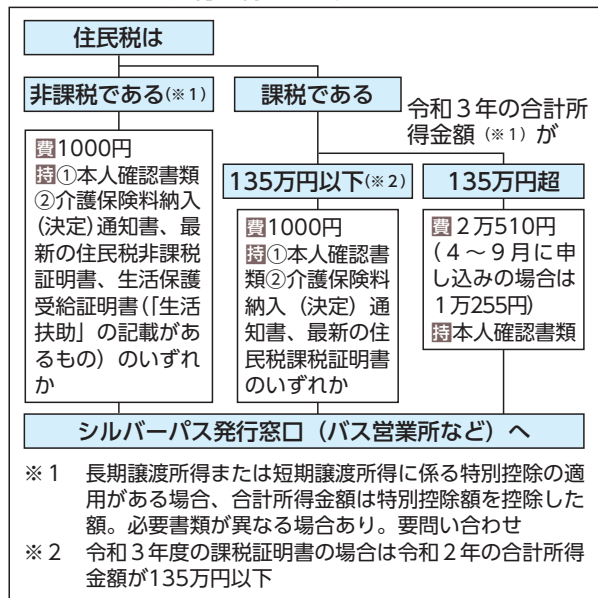 住民税は
非課税である(※1)
課税である
令和3年の合計所
得金額(※1)が
費1000円
持①本人確認書類
②介護保険料納入
(決定)通知書、最
新の住民税非課税
証明書、生活保護
受給証明書(「生活
扶助」の記載があ
るもの)のいずれ
か
135万円以下(※2)
費1000円
持①本人確認書
類②介護保険料
納入(決定)通
知書、最新の住
民税課税証明書
のいずれか
135万円超
費2万510円
(4～9月に申
し込みの場合は
1万255円)
持本人確認書類
シルバーパス発行窓口(バス営業所など)へ
※1 長期譲渡所得または短期譲渡所得に係る特別控除の適
用がある場合、合計所得金額は特別控除額を控除した
額。必要書類が異なる場合あり。要問い合わせ
※2 令和3年度の課税証明書の場合は令和2年の合計所得
金額が135万円以下